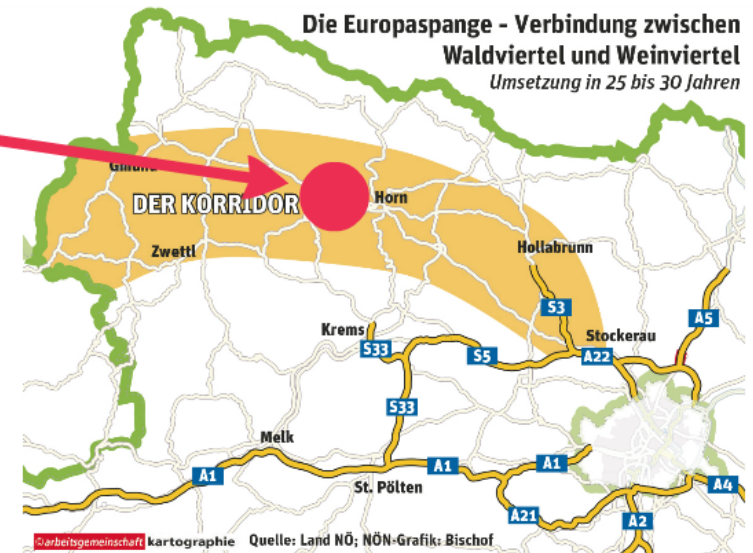 Die Europaspange - Verbindung zwischen
Waldviertel und Weinviertel
Umsetzung in 25 bis 30 Jahren
Gmünd
DER KORRIDOR
Horn
Zwettl
Hollabrunn
S3
A5
Krems
Stockerau
S33
S5
A22
S33
Melk
A1
A1
A1
St. Pölten
A4
A21
A2
©arbeitsgemeinschaft kartographie Quelle: Land NÖ; NÖN-Grafik: Bischof